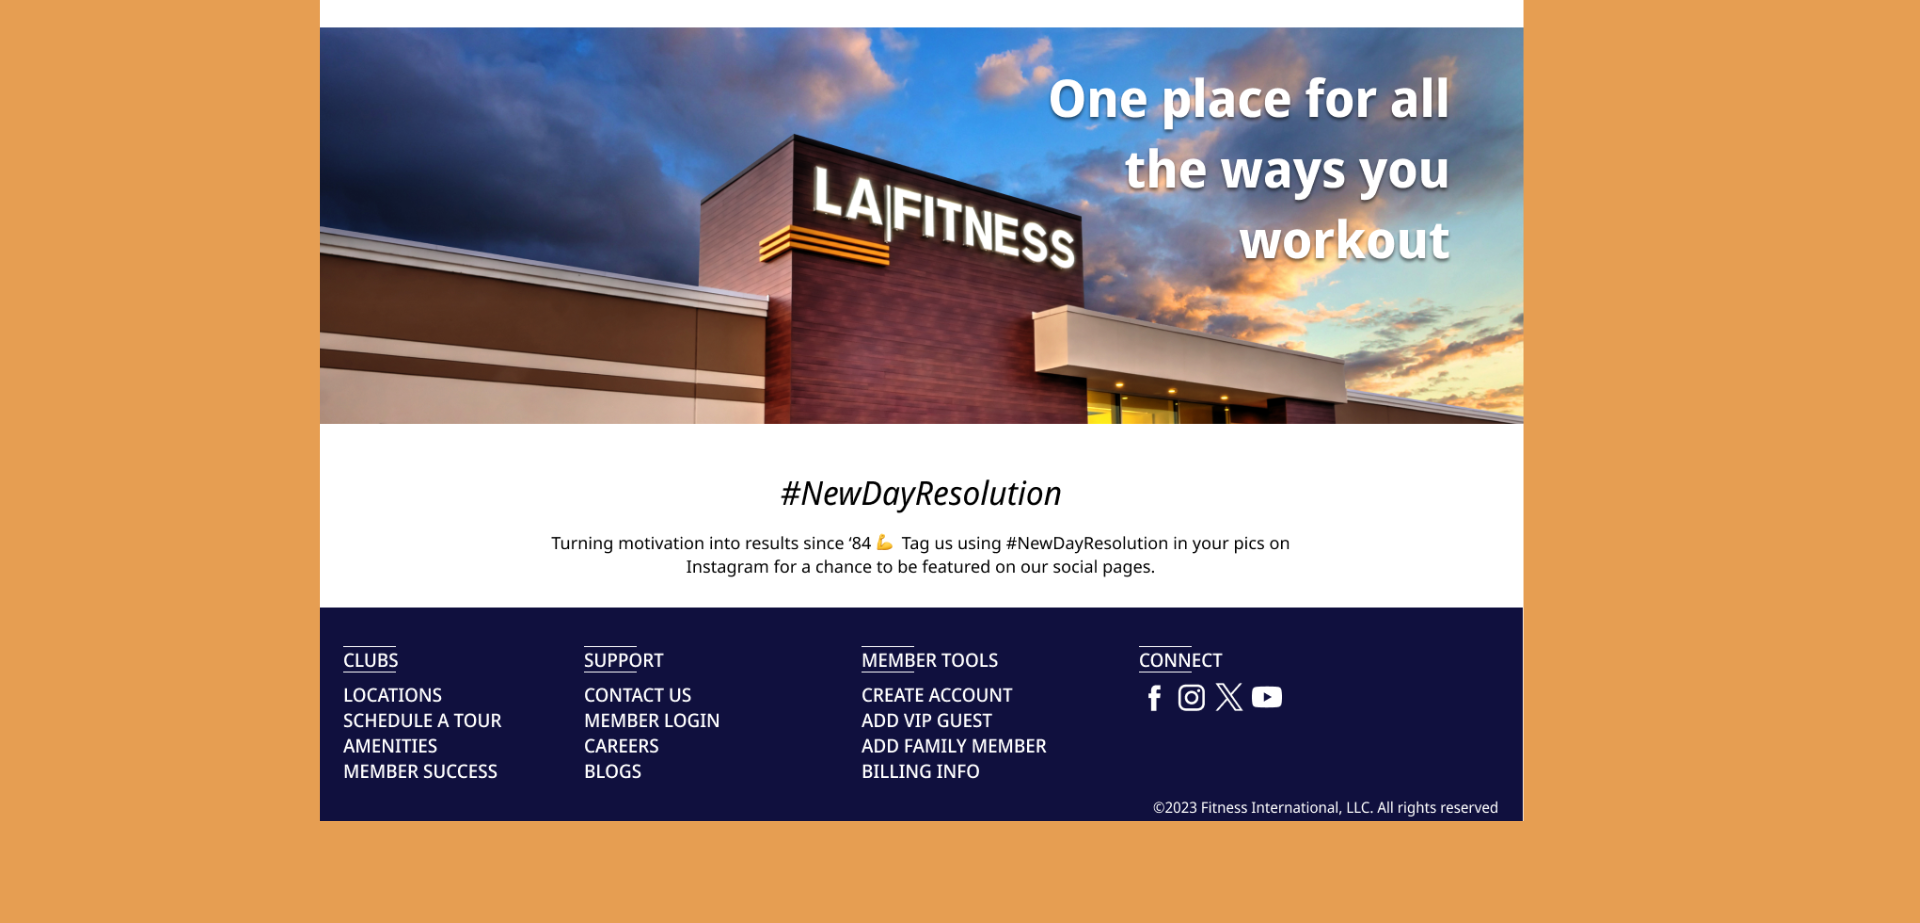 One place for all
the ways you
workout
LA|FITNESS
#NewDayResolution
Turning motivation into results since ‘84 💪 Tag us using #NewDayResolution in your pics on
Instagram for a chance to be featured on our social pages.
CLUBS
LOCATIONS
SCHEDULE A TOUR
AMENITIES
MEMBER SUCCESS
SUPPORT
CONTACT US
MEMBER LOGIN
CAREERS
BLOGS
MEMBER TOOLS
CREATE ACCOUNT
ADD VIP GUEST
ADD FAMILY MEMBER
BILLING INFO
CONNECT
©2023 Fitness International, LLC. All rights reserved